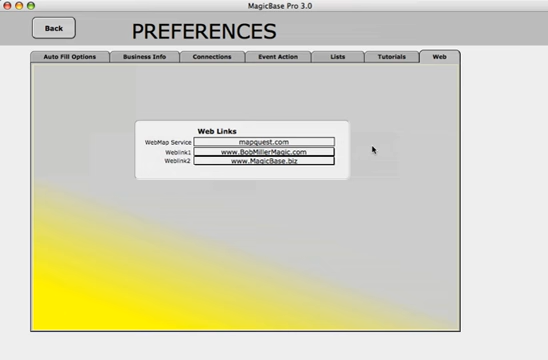 MagicBase Pro 3.0
Back
PREFERENCES
Auto Fill Options Business Info Connections Event Action Lists Tutorials Web
Web Links
WebMap Service mapquest.com
Weblink1 www.BobMillerMagic.com
Weblink2 www.MagicBase.biz